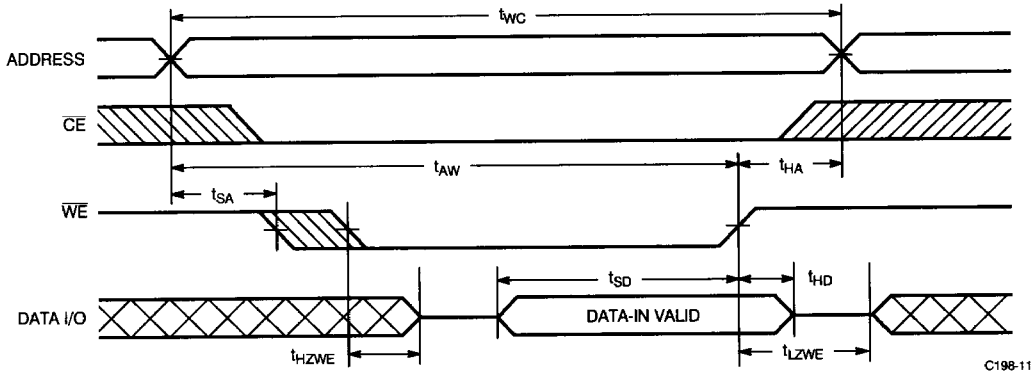 tWC
ADDRESS
CE
tAW
tHA
tSA
WE
tSD
tHD
DATA I/O
DATA-IN VALID
tHZWE
tLZWE
C198-11